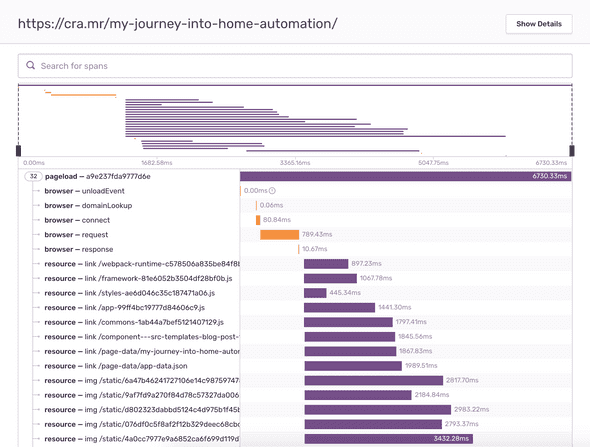 https://cra.mr/my-journey-into-home-automation/
Show Details
Search for spans
0.00ms 1682.58ms 3365.16ms 5047.75ms 6730.33ms
32 pageload — a9e237fda9777d6e 6730.33ms
browser — unloadEvent 0.00ms
browser — domainLookup 0.06ms
browser — connect 80.84ms
browser — request 789.43ms
browser — response 10.67ms
resource — link /webpack-runtime-c578506a835be84f8b 897.23ms
resource — link /framework-81e6052b3504df28bf0b.js 1067.78ms
resource — link /styles-ae6d046c35c187471a06.js 445.34ms
resource — link /app-99ff4bc19777d84606c9.js 1441.30ms
resource — link /commons-1ab44a7bef5121407129.js 1797.41ms
resource — link /component---src-templates-blog-post- 1845.56ms
resource — link /page-data/my-journey-into-home-autor 1867.83ms
resource — link /page-data/app-data.json 1989.51ms
resource — img /static/6a47b46241727106e14c98759747 2817.70ms
resource — img /static/9af7fd9a270f84d78c57327da006 2184.84ms
resource — img /static/d802323dabbd5124c4d975b1f45b 2983.22ms
resource — img /static/076df0c5f8af2f12b329deec68cbc 2793.37ms
resource — img /static/4a0cc7977e9a6852ca6f699d119d 3432.28ms